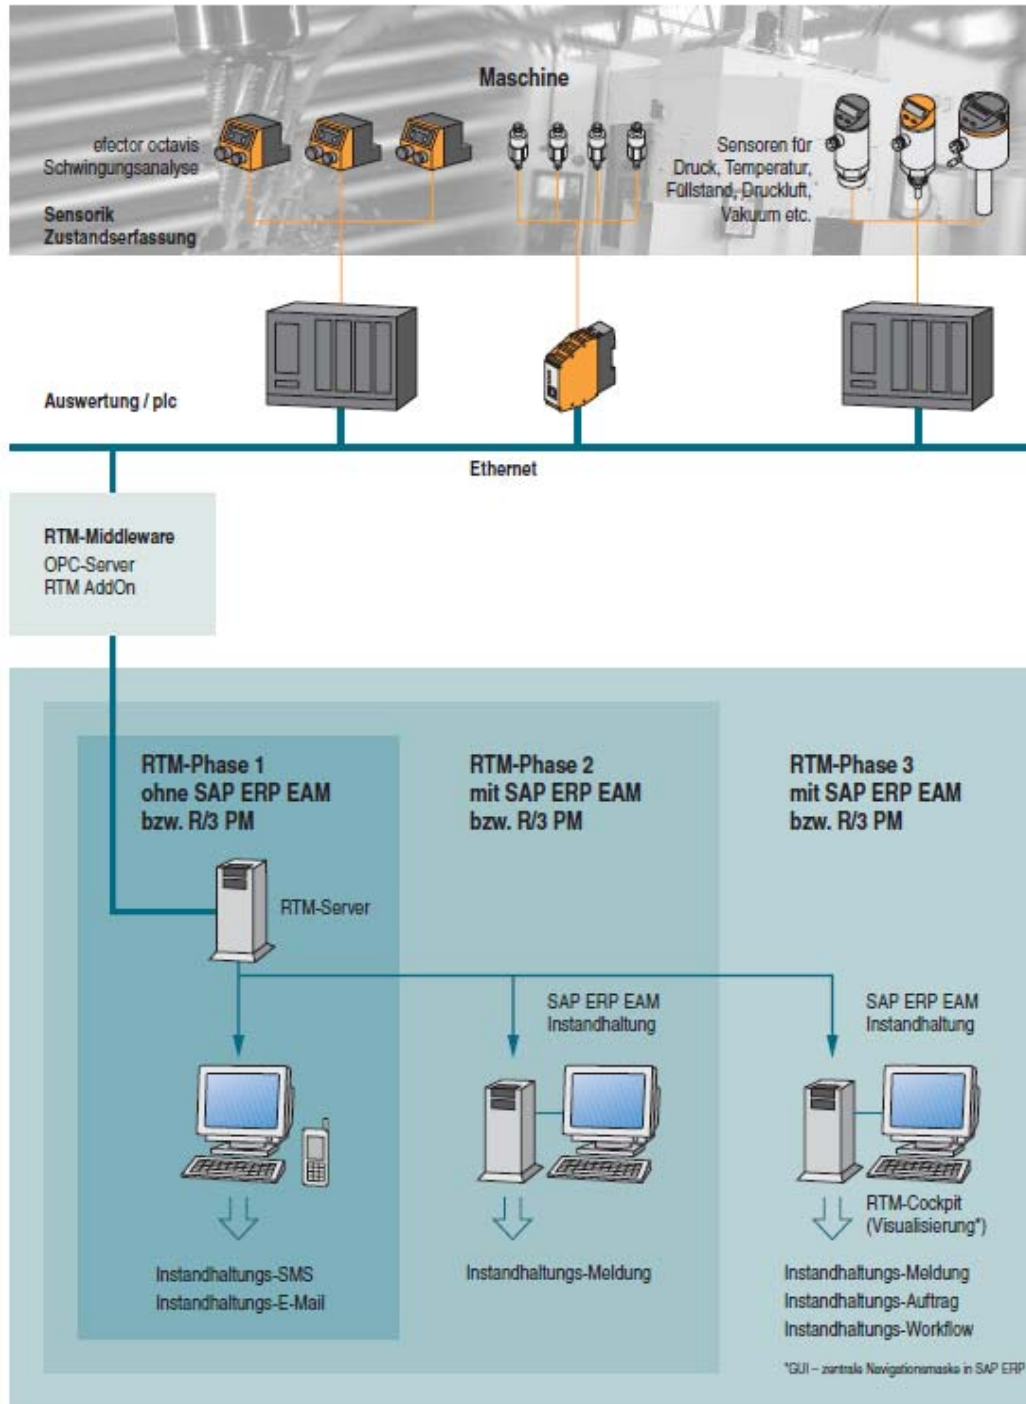 Maschine
efector octavis
Schwingungsanalyse
Sensoren für
Druck, Temperatur,
Füllstand, Druckluft,
Vakuum etc.
Sensorik
Zustandserfassung
Auswertung / plc
Ethernet
RTM-Middleware
OPC-Server
RTM AddOn
RTM-Phase 1
ohne SAP ERP EAM
bzw. R/3 PM
RTM-Phase 2
mit SAP ERP EAM
bzw. R/3 PM
RTM-Phase 3
mit SAP ERP EAM
bzw. R/3 PM
RTM-Server
SAP ERP EAM
Instandhaltung
SAP ERP EAM
Instandhaltung
RTM-Cockpit
(Visualisierung*)
Instandhaltungs-SMS
Instandhaltungs-E-Mail
Instandhaltungs-Meldung
Instandhaltungs-Meldung
Instandhaltungs-Auftrag
Instandhaltungs-Workflow
*GUI – zentrale Navigationsmaske in SAP ERP